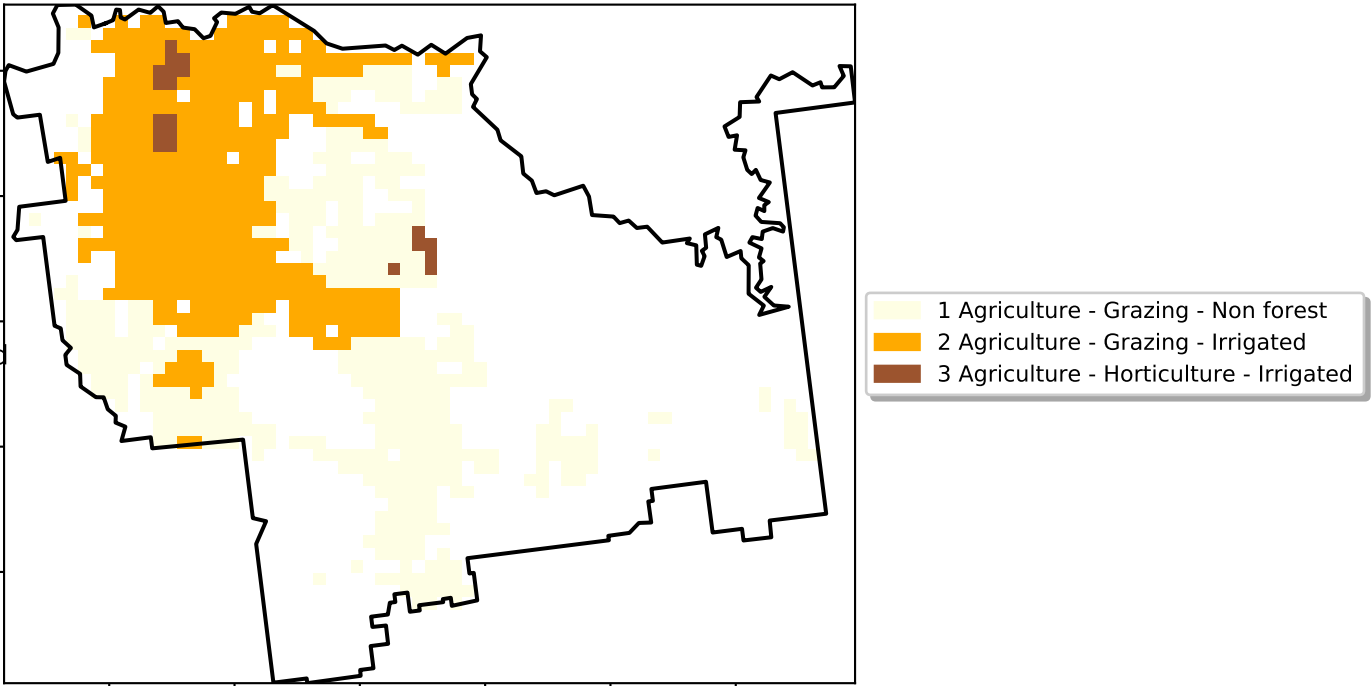 1 Agriculture - Grazing - Non forest
2 Agriculture - Grazing - Irrigated
3 Agriculture - Horticulture - Irrigated